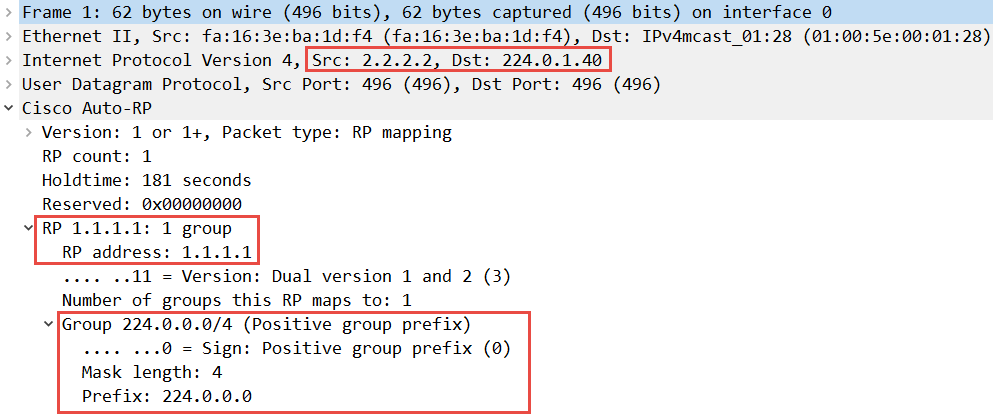 Frame 1: 62 bytes on wire (496 bits), 62 bytes captured (496 bits) on interface 0
Ethernet II, Src: fa:16:3e:ba:1d:f4 (fa:16:3e:ba:1d:f4), Dst: IPv4mcast_01:28 (01:00:5e:00:01:28)
Internet Protocol Version 4, Src: 2.2.2.2, Dst: 224.0.1.40
User Datagram Protocol, Src Port: 496 (496), Dst Port: 496 (496)
Cisco Auto-RP
Version: 1 or 1+, Packet type: RP mapping
RP count: 1
Holdtime: 181 seconds
Reserved: 0x00000000
RP 1.1.1.1: 1 group
RP address: 1.1.1.1
.... ..11 = Version: Dual version 1 and 2 (3)
Number of groups this RP maps to: 1
Group 224.0.0.0/4 (Positive group prefix)
.... ...0 = Sign: Positive group prefix (0)
Mask length: 4
Prefix: 224.0.0.0